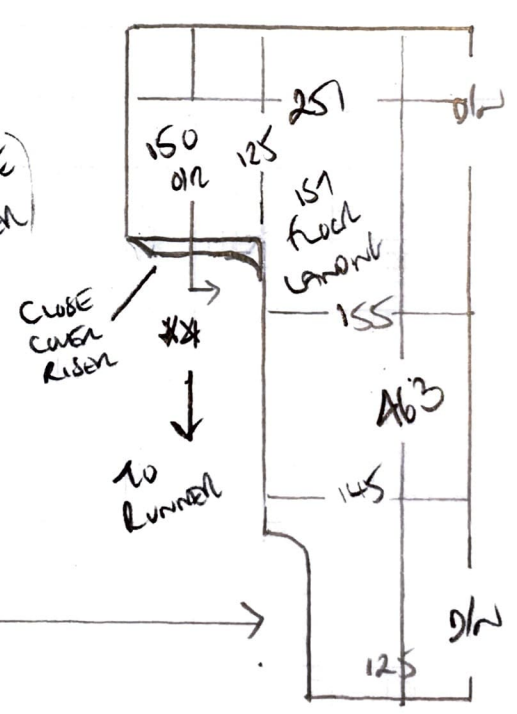 251
D/W
150
O/R
125
1ST
FLOOR
LANDING
CLOSE
COVER
RISER
155
**
463
TO
RUNNER
145
D/W
125